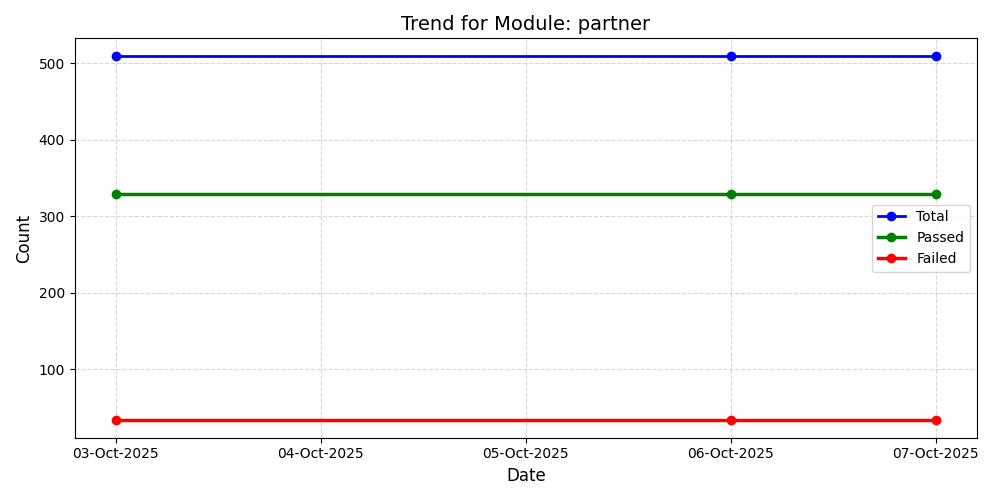 Trend for Module: partner
500
400
300
200
100
Count
Total
Passed
Failed
03-Oct-2025
04-Oct-2025
05-Oct-2025
06-Oct-2025
07-Oct-2025
Date